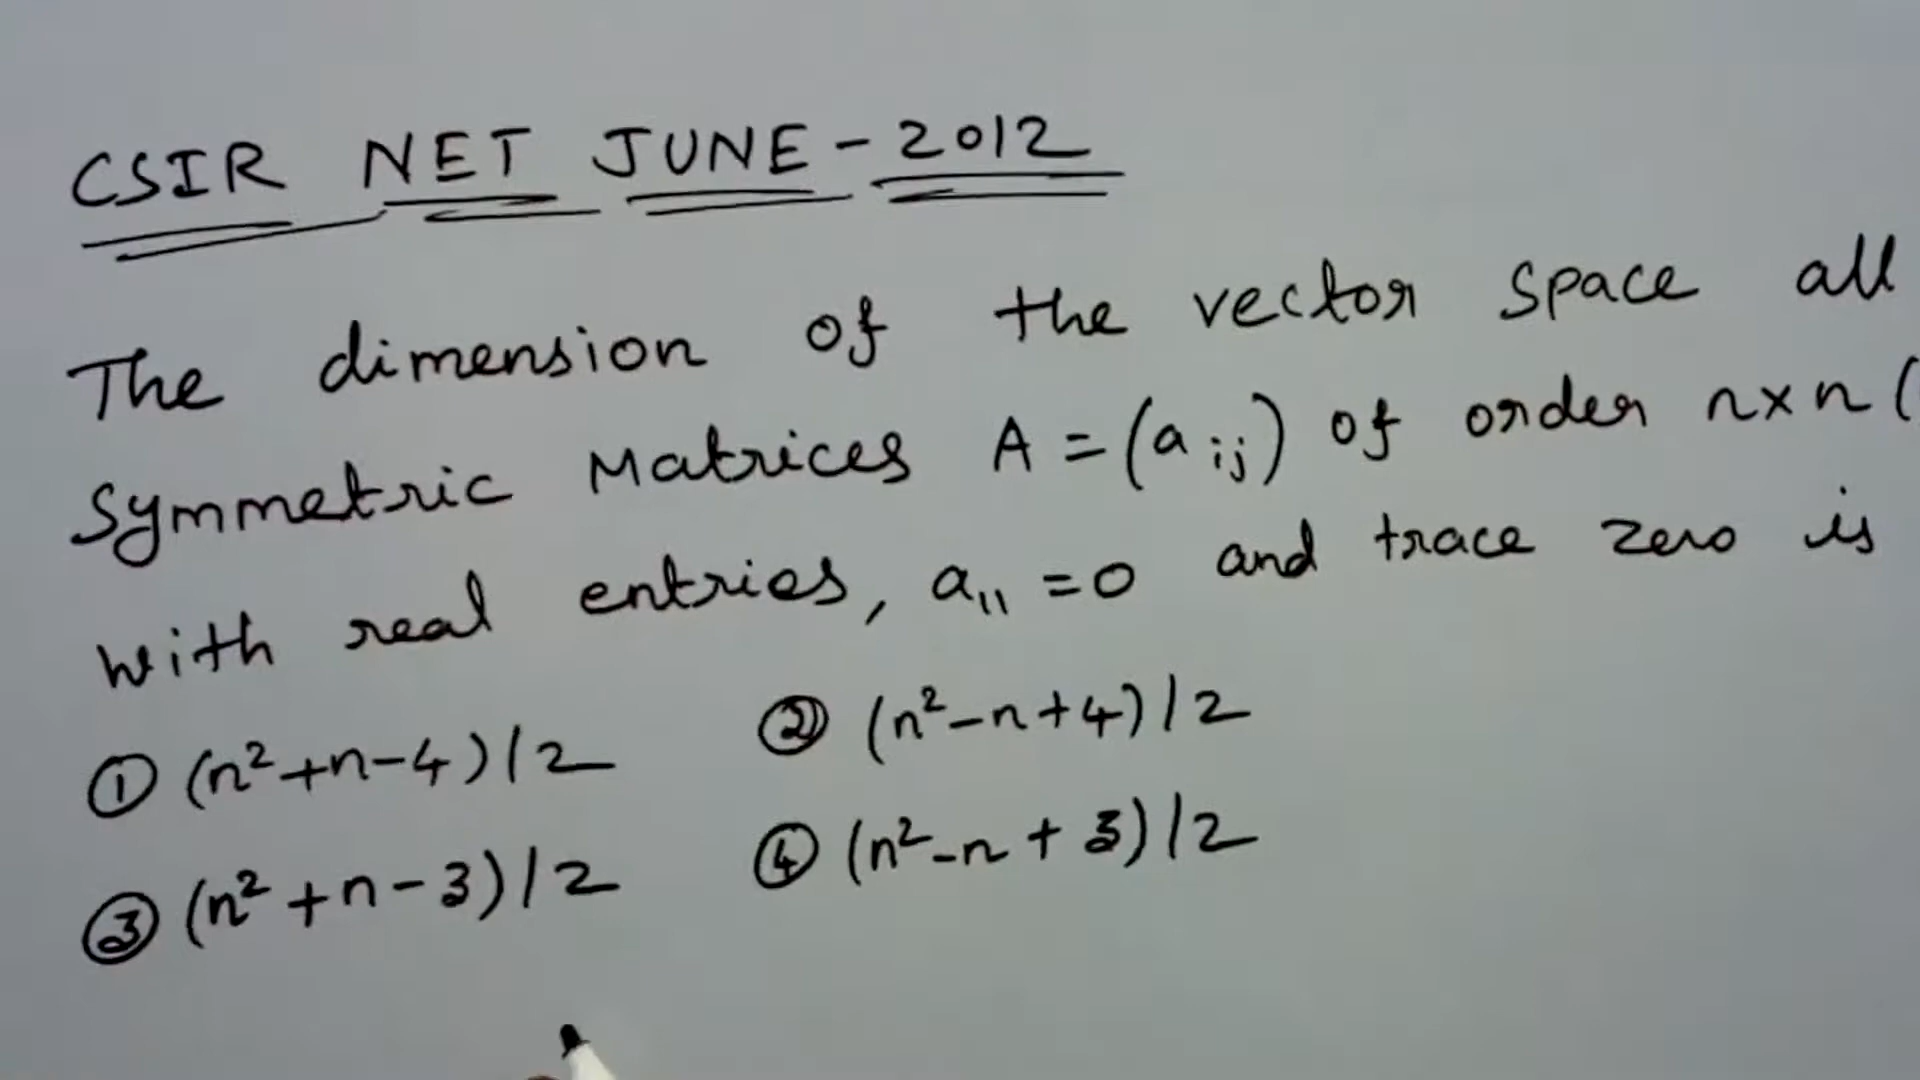 CSIR NET JUNE-2012
The dimension of the vector space all
symmetric Matrices A = (a ij) of order n×n (
with real entries, a11 = 0 and trace zero is
① (n²+n-4)/2 ② (n²-n+4)/2
③ (n²+n-3)/2 ④ (n²-n+3)/2